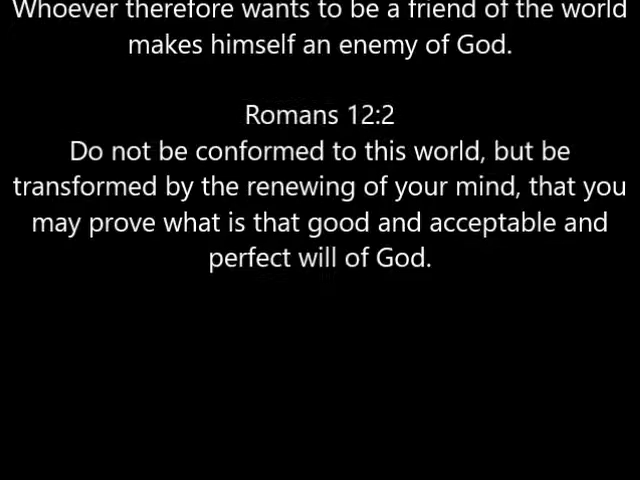 Whoever therefore wants to be a friend of the world
makes himself an enemy of God.
Romans 12:2
Do not be conformed to this world, but be
transformed by the renewing of your mind, that you
may prove what is that good and acceptable and
perfect will of God.